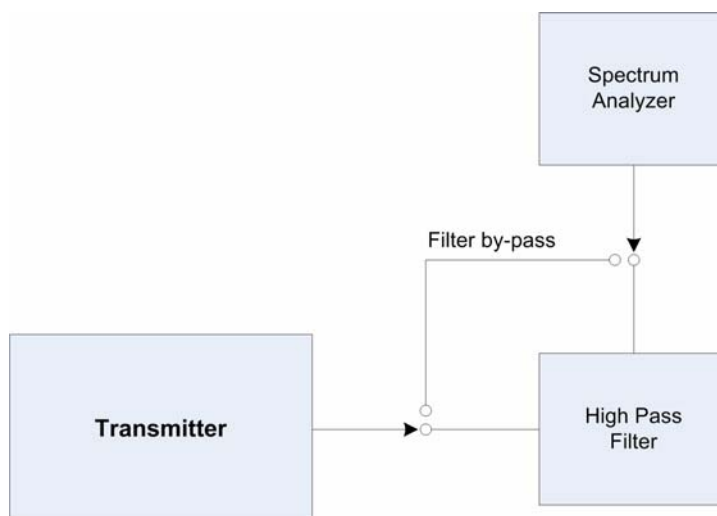 Spectrum
Analyzer
Filter by-pass
Transmitter
High Pass
Filter